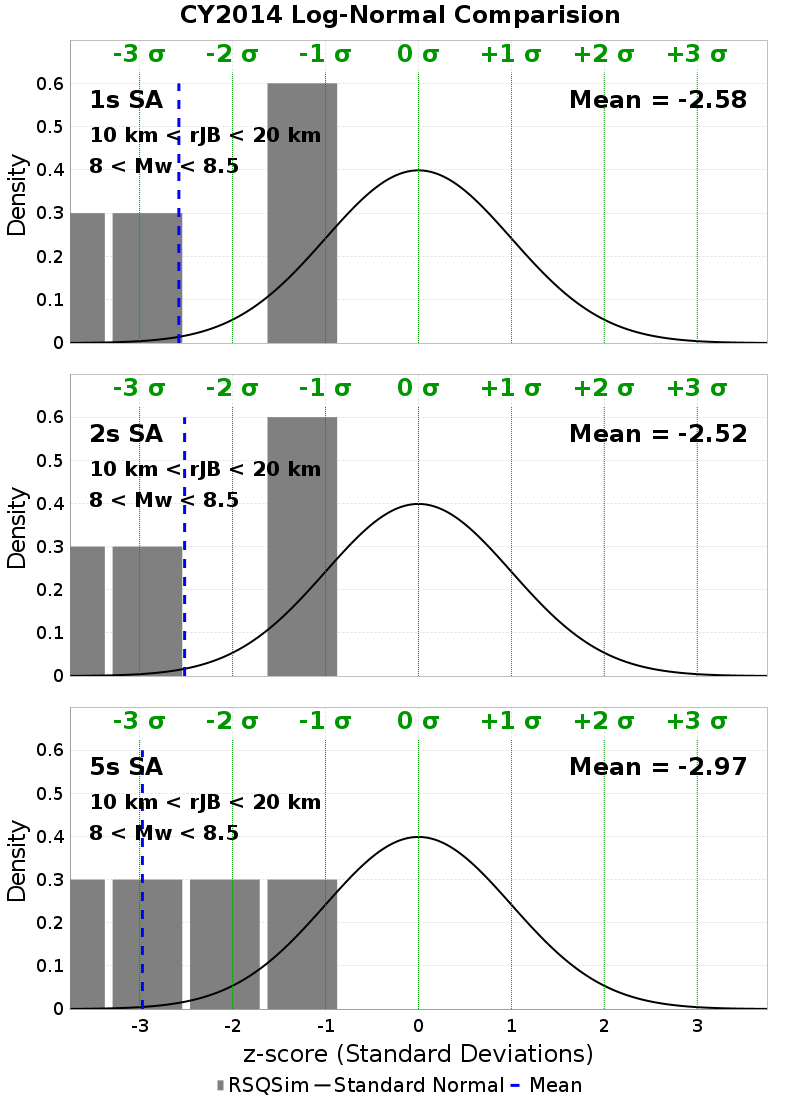 CY2014 Log-Normal Comparision
-3 σ -2 σ -1 σ 0 σ +1 σ +2 σ +3 σ
0.6
1s SA Mean = -2.58
0.5
10 km < rJB < 20 km
8 < Mw < 8.5
0.4
Density
0.3
0.2
0.1
0
-3 σ -2 σ -1 σ 0 σ +1 σ +2 σ +3 σ
0.6
2s SA Mean = -2.52
0.5
10 km < rJB < 20 km
8 < Mw < 8.5
0.4
Density
0.3
0.2
0.1
0
-3 σ -2 σ -1 σ 0 σ +1 σ +2 σ +3 σ
0.6
5s SA Mean = -2.97
0.5
10 km < rJB < 20 km
8 < Mw < 8.5
0.4
Density
0.3
0.2
0.1
0
-3 -2 -1 0 1 2 3
z-score (Standard Deviations)
RSQSim Standard Normal Mean